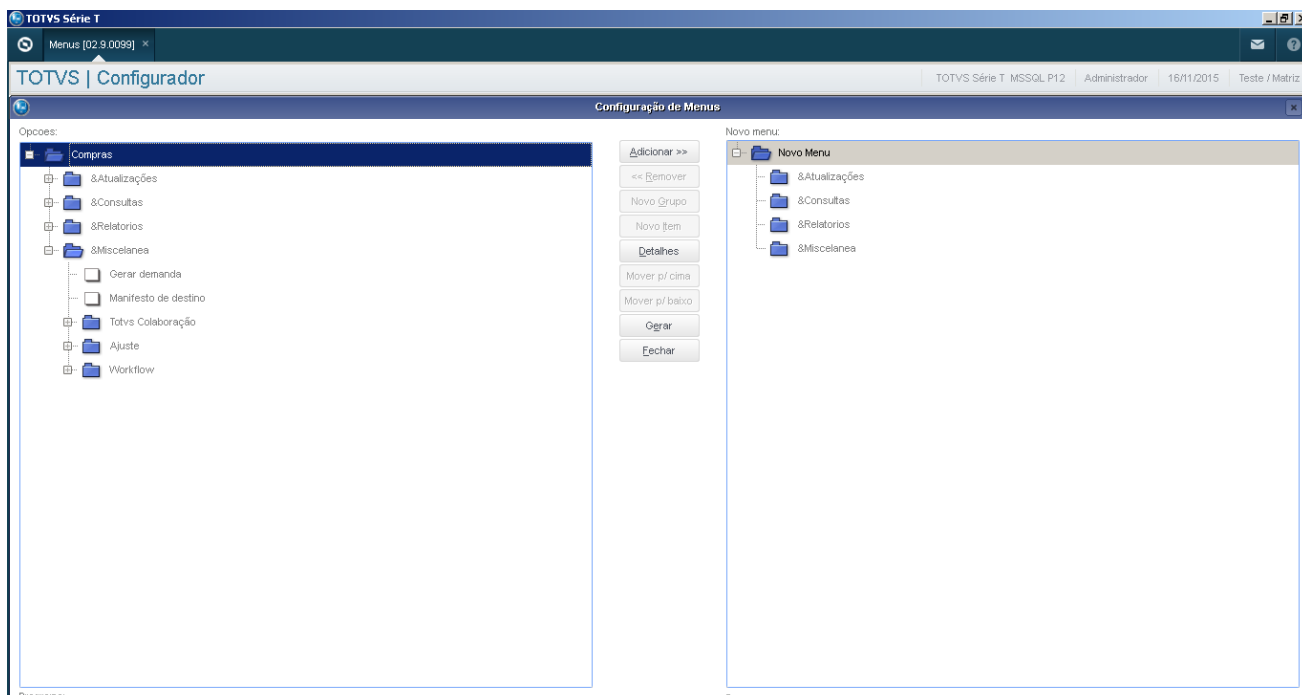 TOTVS Série T
Menus [02.9.0099] ×
TOTVS | Configurador
TOTVS Série T MSSQL P12
Administrador
16/11/2015
Teste / Matriz
Configuração de Menus
Opcoes:
Compras
&Atualizações
&Consultas
&Relatorios
&Miscelanea
Gerar demanda
Manifesto de destino
Totvs Colaboração
Ajuste
Workflow
Adicionar >>
<< Remover
Novo Grupo
Novo Item
Detalhes
Mover p/ cima
Mover p/ baixo
Gerar
Fechar
Novo menu:
Novo Menu
&Atualizações
&Consultas
&Relatorios
&Miscelanea